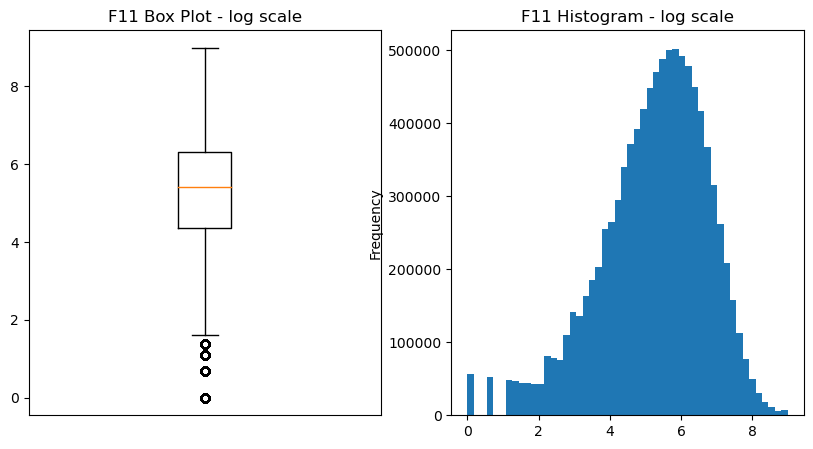 F11 Box Plot - log scale
8
6
4
2
0
F11 Histogram - log scale
Frequency
500000
400000
300000
200000
100000
0
0 2 4 6 8